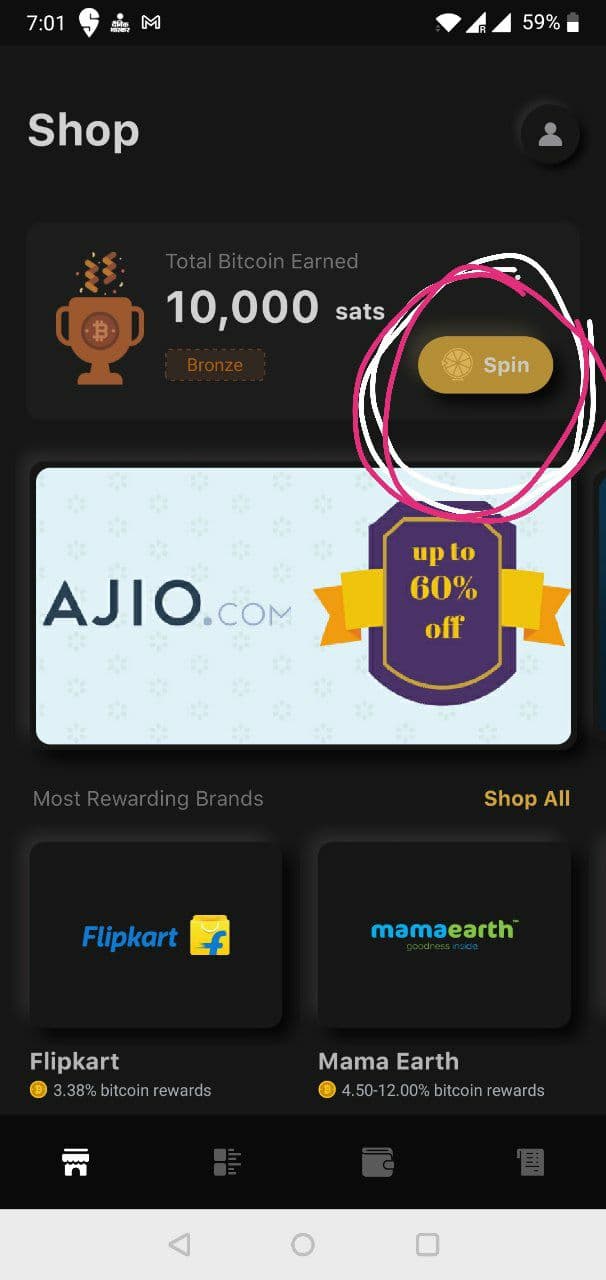 7:01
दैनिक
भास्कर
R
59%
Shop
Total Bitcoin Earned
10,000 sats
Bronze
Spin
AJIO.COM
up to
60%
off
Most Rewarding Brands
Shop All
Flipkart
mamaearth™
goodness inside
Flipkart
Mama Earth
3.38% bitcoin rewards
4.50-12.00% bitcoin rewards